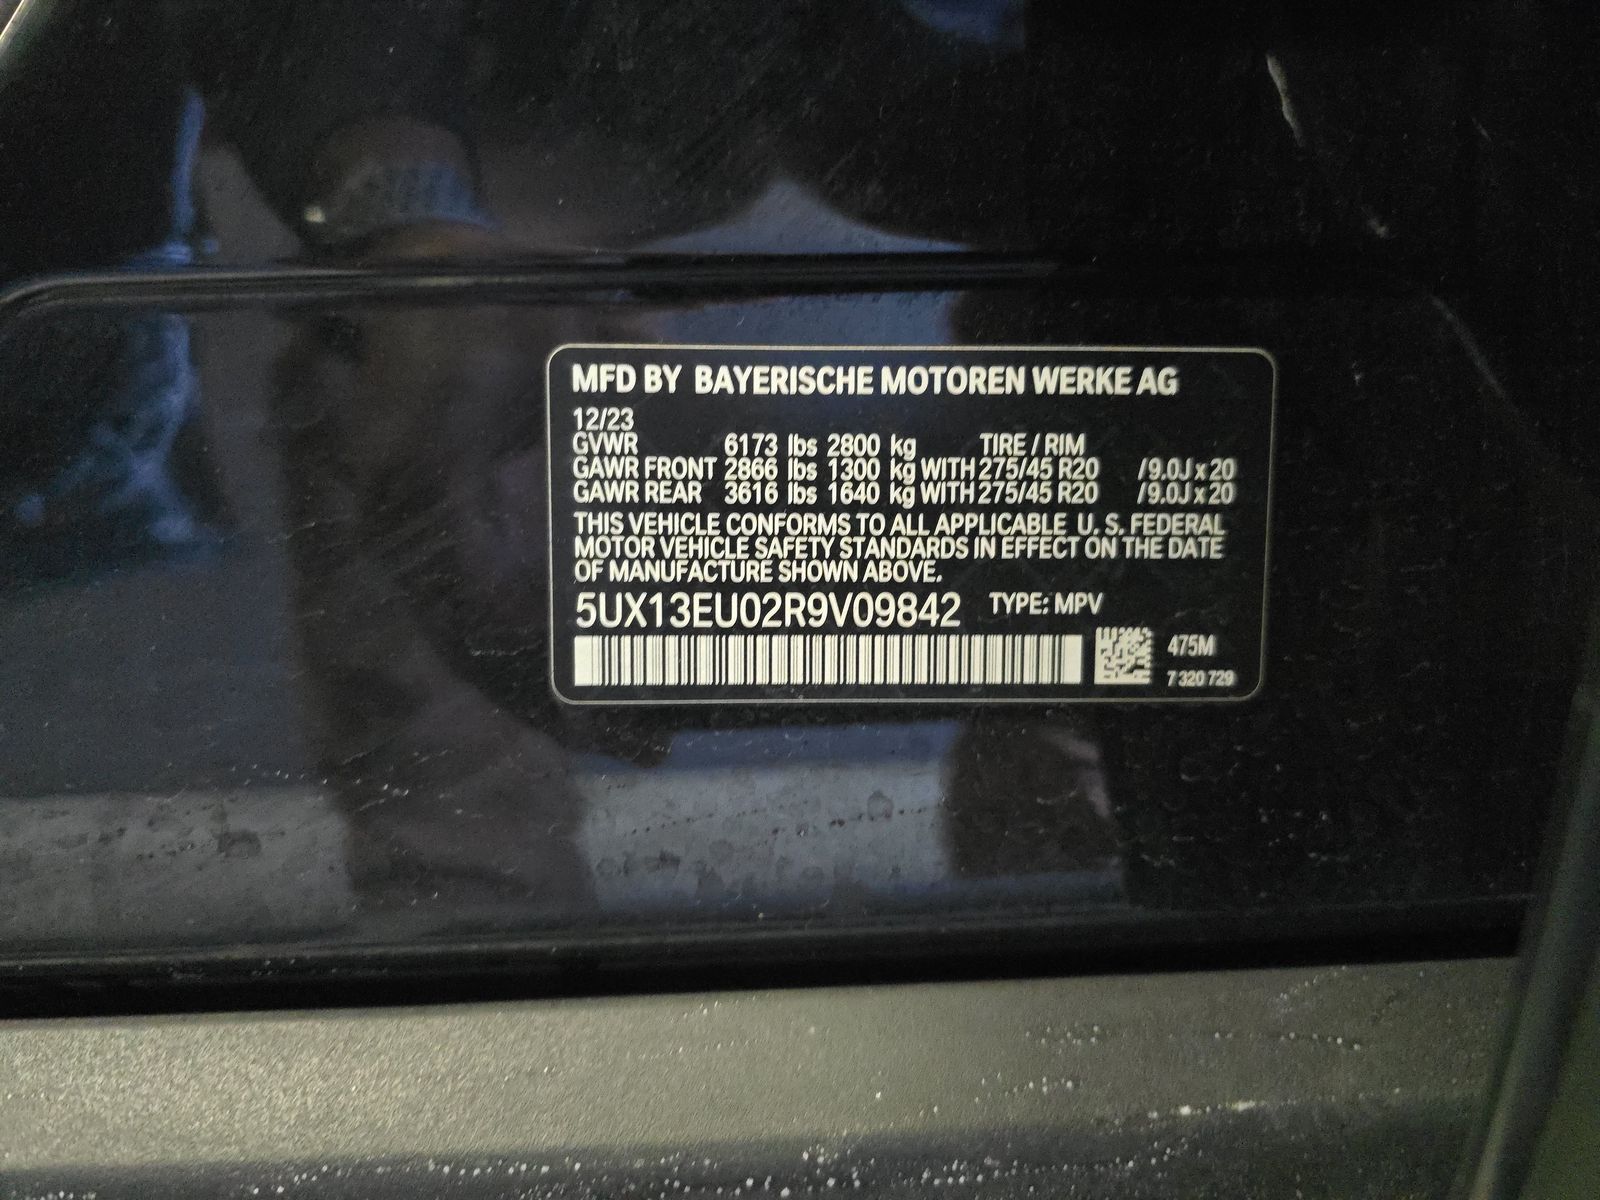 MFD BY BAYERISCHE MOTOREN WERKE AG
12/23
GVWR 6173 lbs 2800 kg TIRE / RIM
GAWR FRONT 2866 lbs 1300 kg WITH 275/45 R20 /9.0J x 20
GAWR REAR 3616 lbs 1640 kg WITH 275/45 R20 /9.0J x 20
THIS VEHICLE CONFORMS TO ALL APPLICABLE U. S. FEDERAL
MOTOR VEHICLE SAFETY STANDARDS IN EFFECT ON THE DATE
OF MANUFACTURE SHOWN ABOVE.
5UX13EU02R9V09842 TYPE: MPV
475M
7 320 729